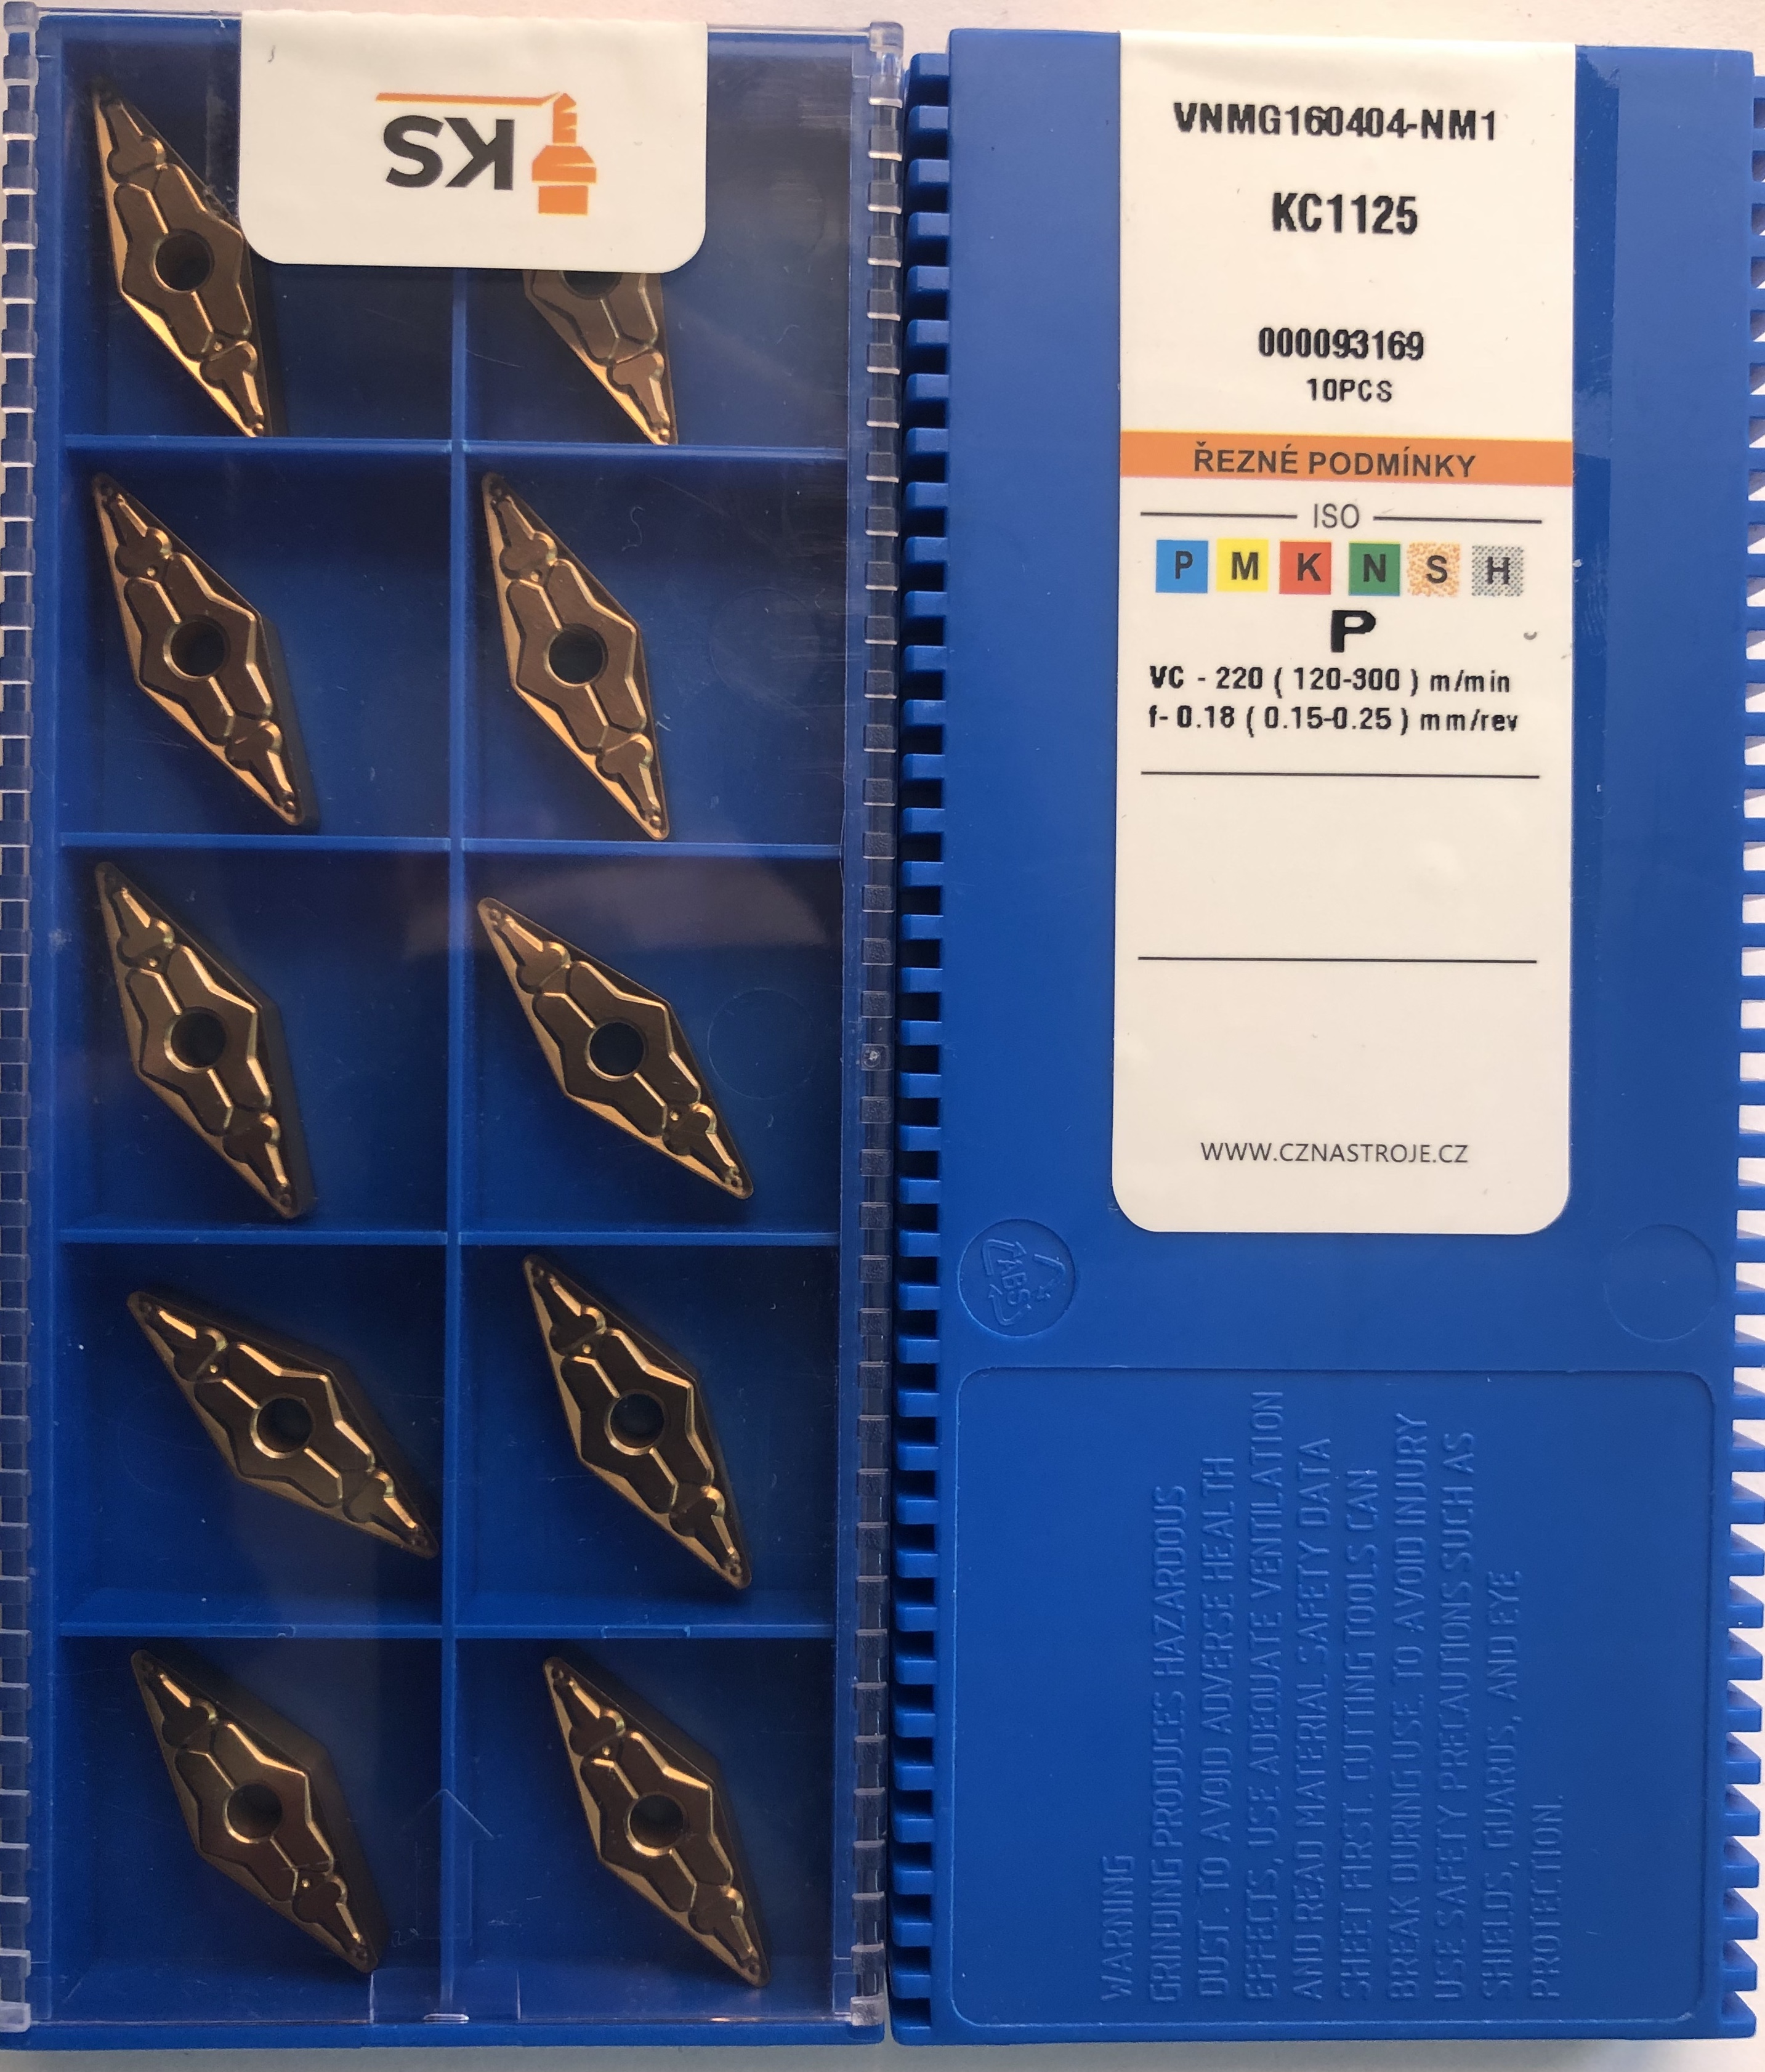 KS
VNMG160404-NM1
KC1125
000093169
10PCS
ŘEZNÉ PODMÍNKY
ISO
P M K N S H
P
VC - 220 ( 120-300 ) m/min
f- 0.18 ( 0.15-0.25 ) mm/rev
WWW.CZNASTROJE.CZ
ABS
WARNING
GRINDING PRODUCES HAZARDOUS
DUST. TO AVOID ADVERSE HEALTH
EFFECTS, USE ADEQUATE VENTILATION
AND READ MATERIAL SAFETY DATA
SHEET FIRST. CUTTING TOOLS CAN
BREAK DURING USE. TO AVOID INJURY
USE SAFETY PRECAUTIONS SUCH AS
SHIELDS, GUARDS, AND EYE
PROTECTION.